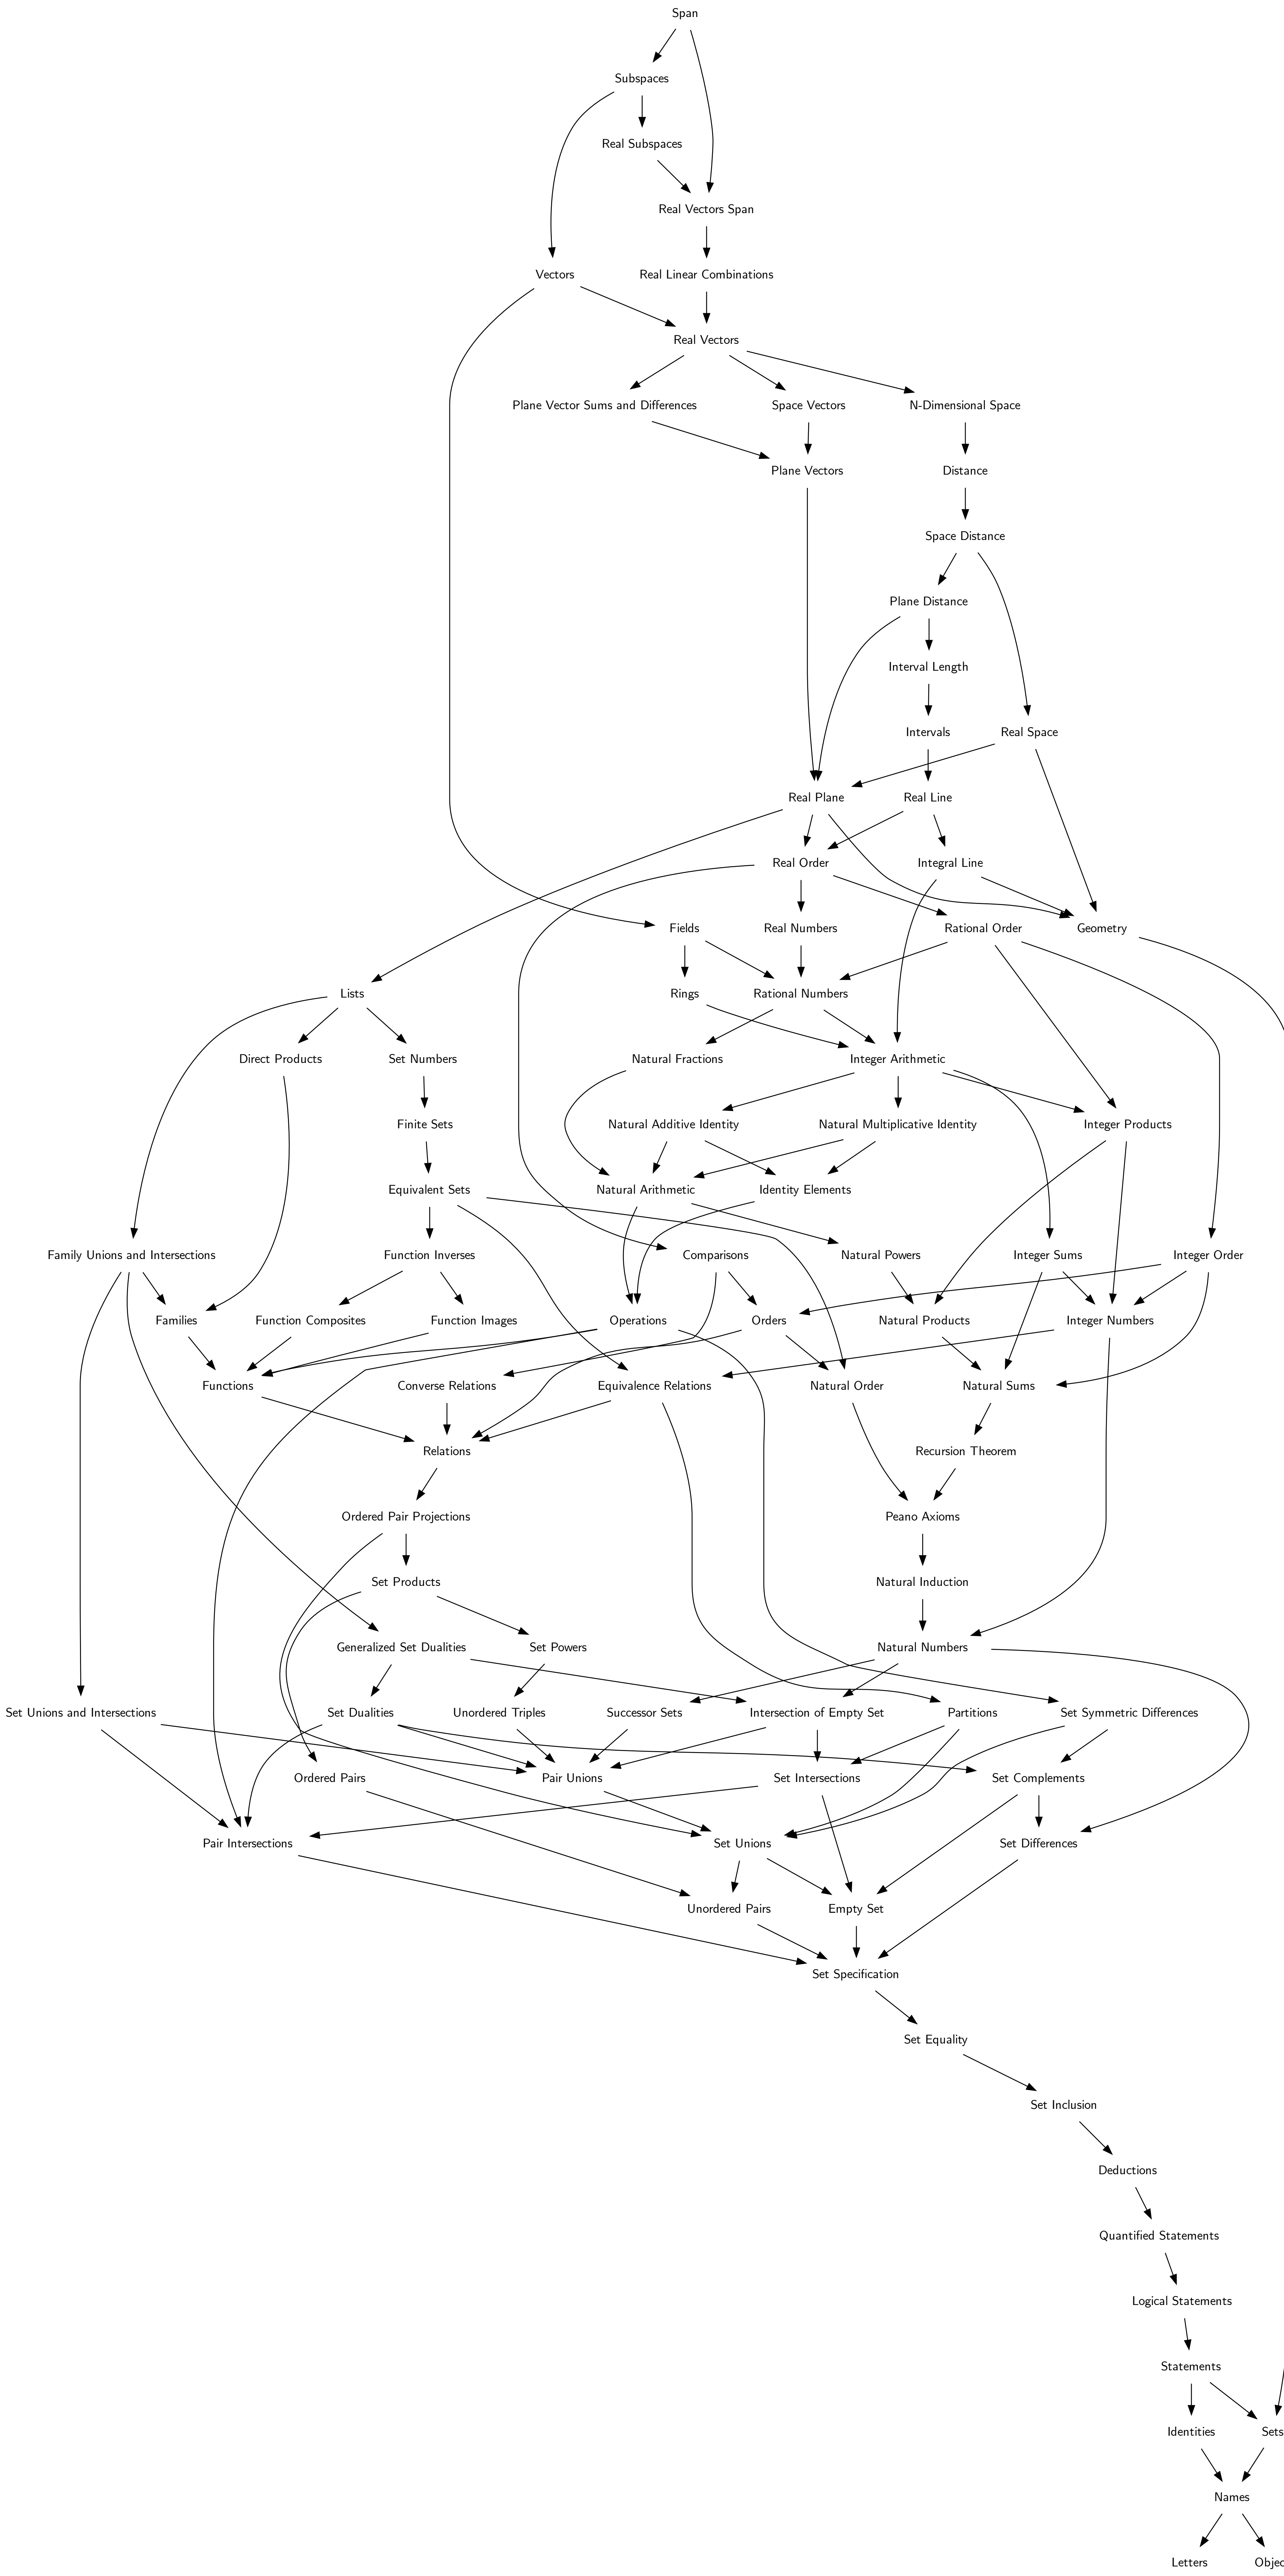 Span
Subspaces
Real Subspaces
Real Vectors Span
Vectors
Real Linear Combinations
Real Vectors
Plane Vector Sums and Differences
Space Vectors
N-Dimensional Space
Plane Vectors
Distance
Space Distance
Plane Distance
Interval Length
Intervals
Real Space
Real Plane
Real Line
Real Order
Integral Line
Fields
Real Numbers
Rational Order
Geometry
Lists
Rings
Rational Numbers
Direct Products
Set Numbers
Natural Fractions
Integer Arithmetic
Finite Sets
Natural Additive Identity
Natural Multiplicative Identity
Integer Products
Equivalent Sets
Natural Arithmetic
Identity Elements
Family Unions and Intersections
Function Inverses
Comparisons
Natural Powers
Integer Sums
Integer Order
Families
Function Composites
Function Images
Operations
Orders
Natural Products
Integer Numbers
Functions
Converse Relations
Equivalence Relations
Natural Order
Natural Sums
Relations
Recursion Theorem
Ordered Pair Projections
Peano Axioms
Set Products
Natural Induction
Generalized Set Dualities
Set Powers
Natural Numbers
Set Unions and Intersections
Set Dualities
Unordered Triples
Successor Sets
Intersection of Empty Set
Partitions
Set Symmetric Differences
Ordered Pairs
Pair Unions
Set Intersections
Set Complements
Pair Intersections
Set Unions
Set Differences
Unordered Pairs
Empty Set
Set Specification
Set Equality
Set Inclusion
Deductions
Quantified Statements
Logical Statements
Statements
Identities
Sets
Names
Letters